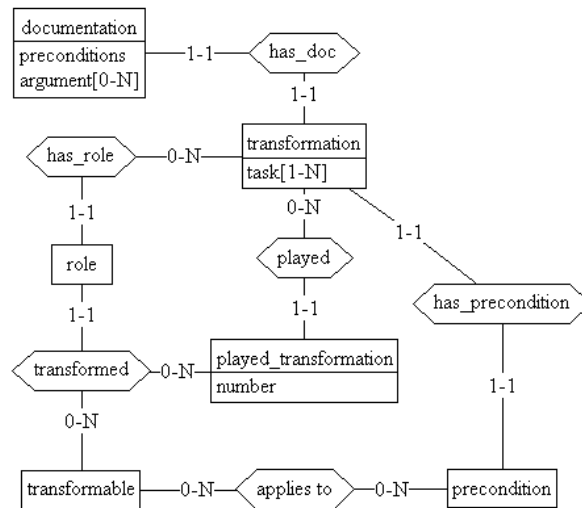 documentation
preconditions
argument[0-N]
1-1
has_doc
1-1
has_role
0-N
transformation
task[1-N]
1-1
0-N
1-1
role
played
has_precondition
1-1
1-1
transformed
0-N
played_transformation
number
1-1
0-N
transformable
0-N
applies to
0-N
precondition